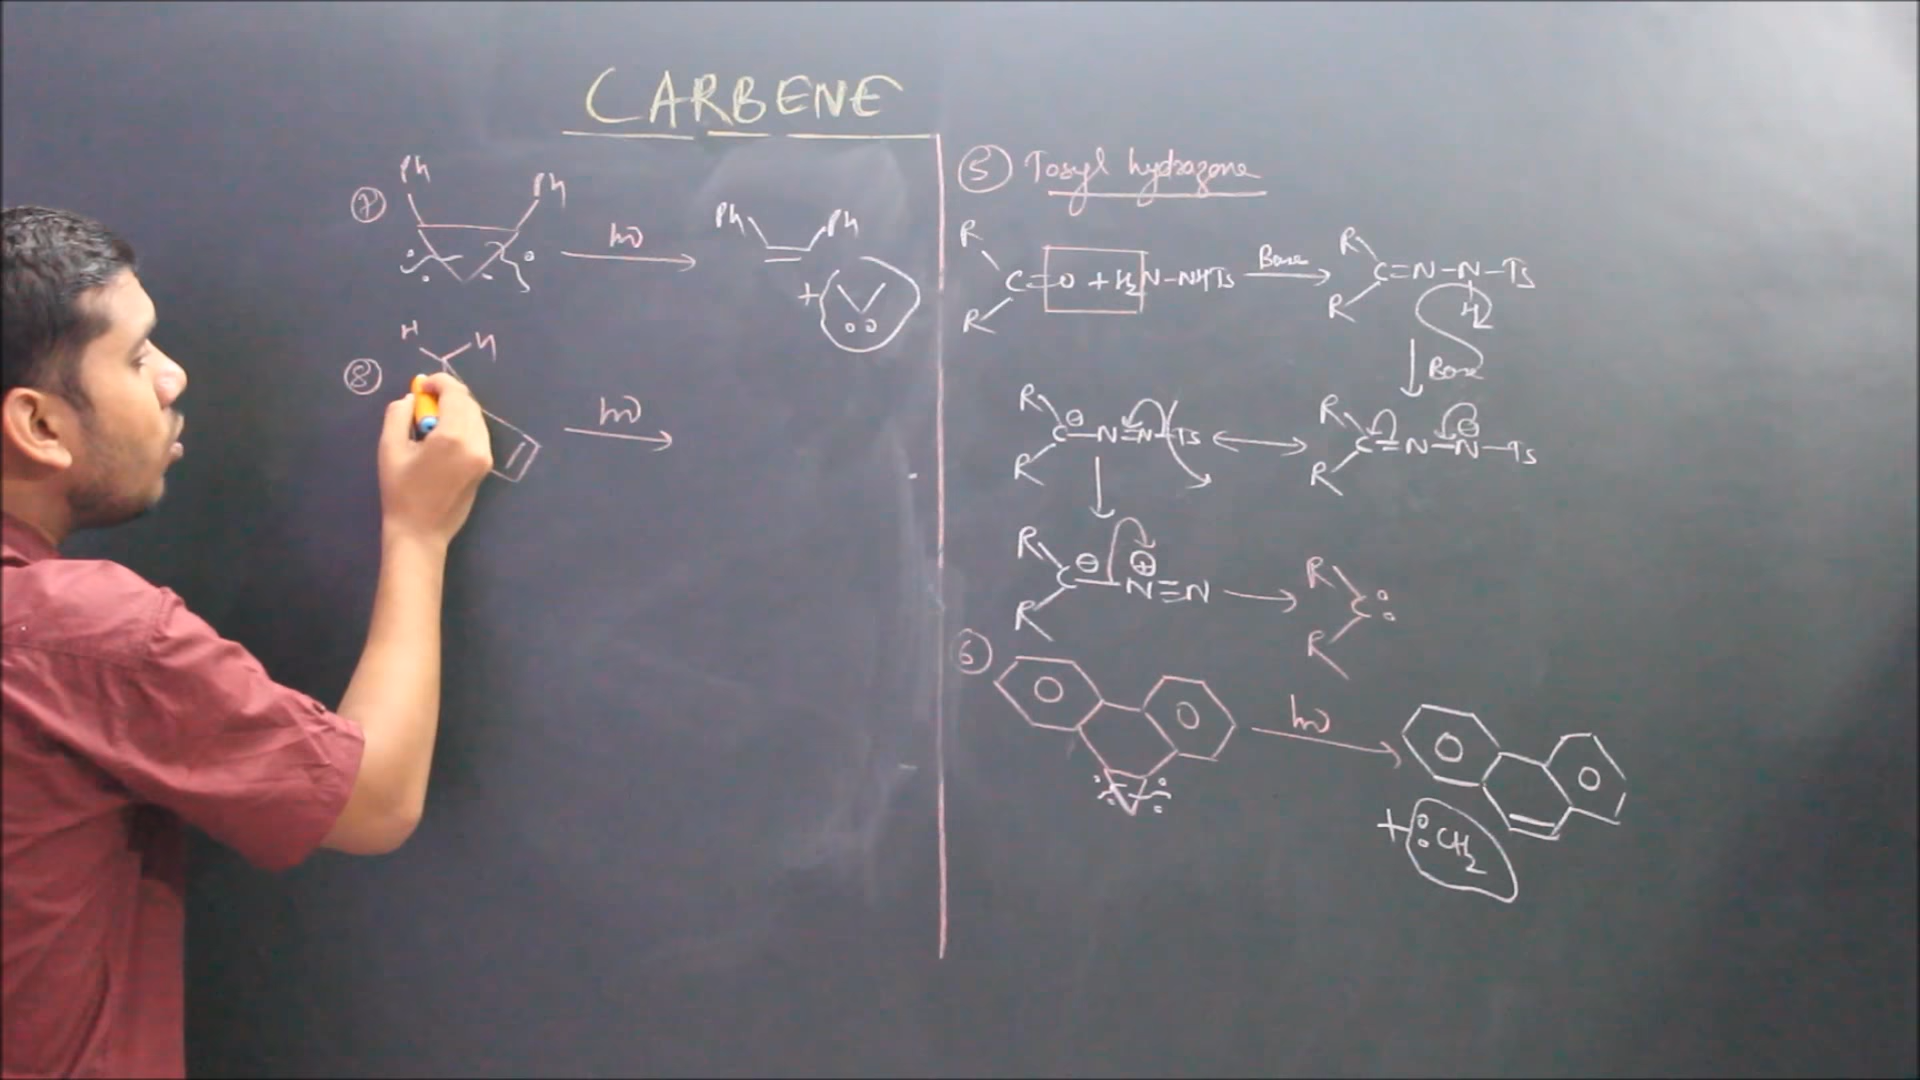 CARBENE
7
Ph
Ph
hν
Ph
Ph
+
8
H
H
hν
5 Tosyl hydrazone
R
R
C=O + H2N-NHTs
Base
R
R
C=N-N-Ts
H
Base
R
R
C⊖-N=N-Ts
R
R
C=N-N⊖-Ts
R
R
C⊖-N⊕≡N
R
R
C:
6
hν
+ :CH2